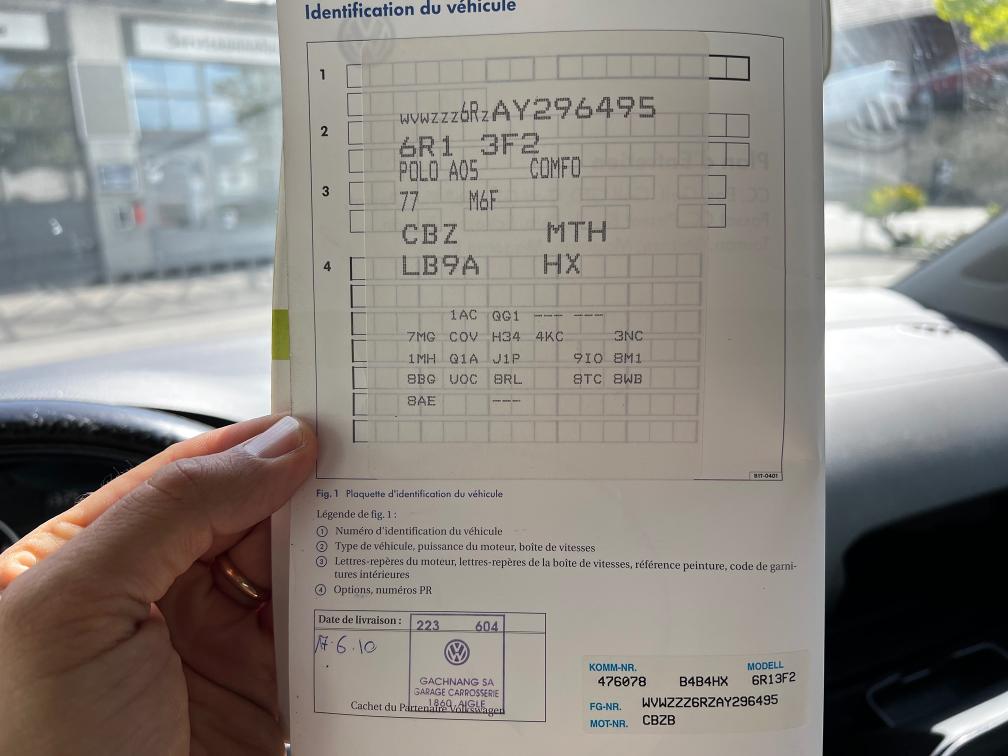 Identification du véhicule
1
WVWZZZ6RZAY296495
2
6R1 3F2
POLO A05 COMFO
3
77 M6F
CBZ MTH
4
LB9A HX
1AC QG1 --- ---
7MG COV H34 4KC 3NC
1MH Q1A J1P 9IO 8M1
8BG UOC 8RL 8TC 8WB
8AE ---
B1T-0401
Fig. 1 Plaquette d'identification du véhicule
Légende de fig. 1 :
① Numéro d'identification du véhicule
② Type de véhicule, puissance du moteur, boîte de vitesses
③ Lettres-repères du moteur, lettres-repères de la boîte de vitesses, référence peinture, code de garni-
tures intérieures
④ Options, numéros PR
Date de livraison :
17.6.10
223 604
GACHNANG SA
GARAGE CARROSSERIE
1860 AIGLE
Cachet du Partenaire Volkswagen
KOMM-NR. MODELL
476078 B4B4HX 6R13F2
FG-NR. WVWZZZ6RZAY296495
MOT-NR. CBZB